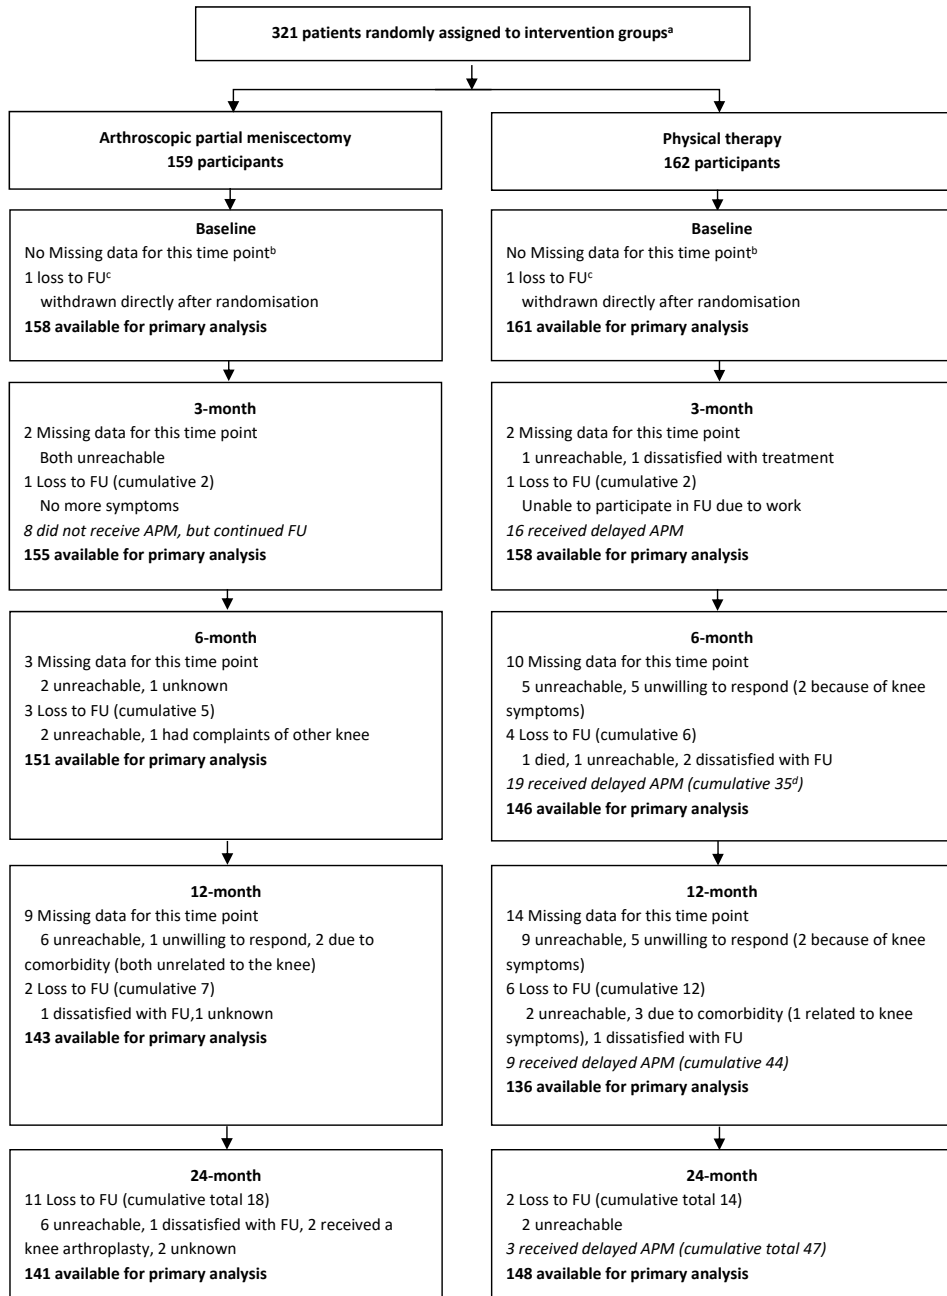 321 patients randomly assigned to intervention groupsᵃ
Arthroscopic partial meniscectomy
159 participants
Physical therapy
162 participants
Baseline
No Missing data for this time pointᵇ
1 loss to FUᶜ
withdrawn directly after randomisation
158 available for primary analysis
Baseline
No Missing data for this time pointᵇ
1 loss to FUᶜ
withdrawn directly after randomisation
161 available for primary analysis
3-month
2 Missing data for this time point
Both unreachable
1 Loss to FU (cumulative 2)
No more symptoms
8 did not receive APM, but continued FU
155 available for primary analysis
3-month
2 Missing data for this time point
1 unreachable, 1 dissatisfied with treatment
1 Loss to FU (cumulative 2)
Unable to participate in FU due to work
16 received delayed APM
158 available for primary analysis
6-month
3 Missing data for this time point
2 unreachable, 1 unknown
3 Loss to FU (cumulative 5)
2 unreachable, 1 had complaints of other knee
151 available for primary analysis
6-month
10 Missing data for this time point
5 unreachable, 5 unwilling to respond (2 because of knee
symptoms)
4 Loss to FU (cumulative 6)
1 died, 1 unreachable, 2 dissatisfied with FU
19 received delayed APM (cumulative 35ᵈ)
146 available for primary analysis
12-month
9 Missing data for this time point
6 unreachable, 1 unwilling to respond, 2 due to
comorbidity (both unrelated to the knee)
2 Loss to FU (cumulative 7)
1 dissatisfied with FU,1 unknown
143 available for primary analysis
12-month
14 Missing data for this time point
9 unreachable, 5 unwilling to respond (2 because of knee
symptoms)
6 Loss to FU (cumulative 12)
2 unreachable, 3 due to comorbidity (1 related to knee
symptoms), 1 dissatisfied with FU
9 received delayed APM (cumulative 44)
136 available for primary analysis
24-month
11 Loss to FU (cumulative total 18)
6 unreachable, 1 dissatisfied with FU, 2 received a
knee arthroplasty, 2 unknown
141 available for primary analysis
24-month
2 Loss to FU (cumulative total 14)
2 unreachable
3 received delayed APM (cumulative total 47)
148 available for primary analysis